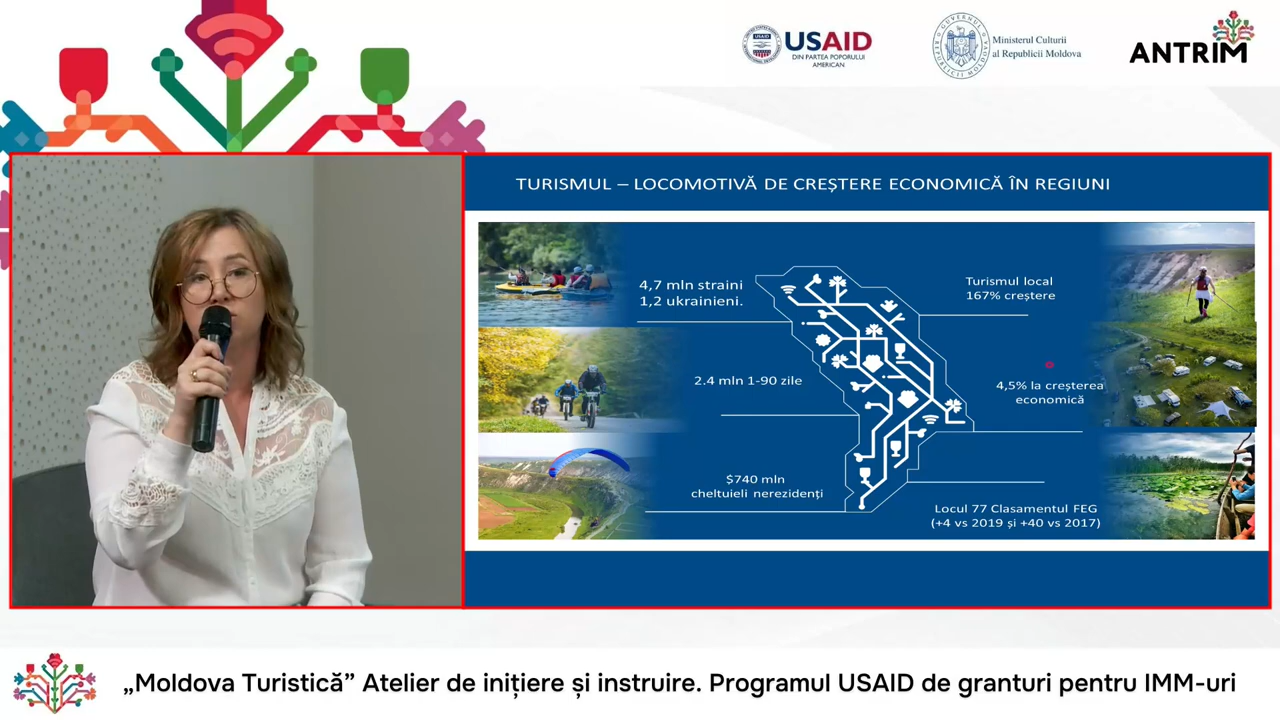 USAID
DIN PARTEA POPORULUI
AMERICAN
Ministerul Culturii
al Republicii Moldova
ANTRIM
TURISMUL – LOCOMOTIVĂ DE CREȘTERE ECONOMICĂ ÎN REGIUNI
4,7 mln straini
1,2 ukrainieni.
Turismul local
167% creștere
2.4 mln 1-90 zile
4,5% la creșterea
economică
$740 mln
cheltuieli nerezidenți
Locul 77 Clasamentul FEG
(+4 vs 2019 și +40 vs 2017)
„Moldova Turistică” Atelier de inițiere și instruire. Programul USAID de granturi pentru IMM-uri